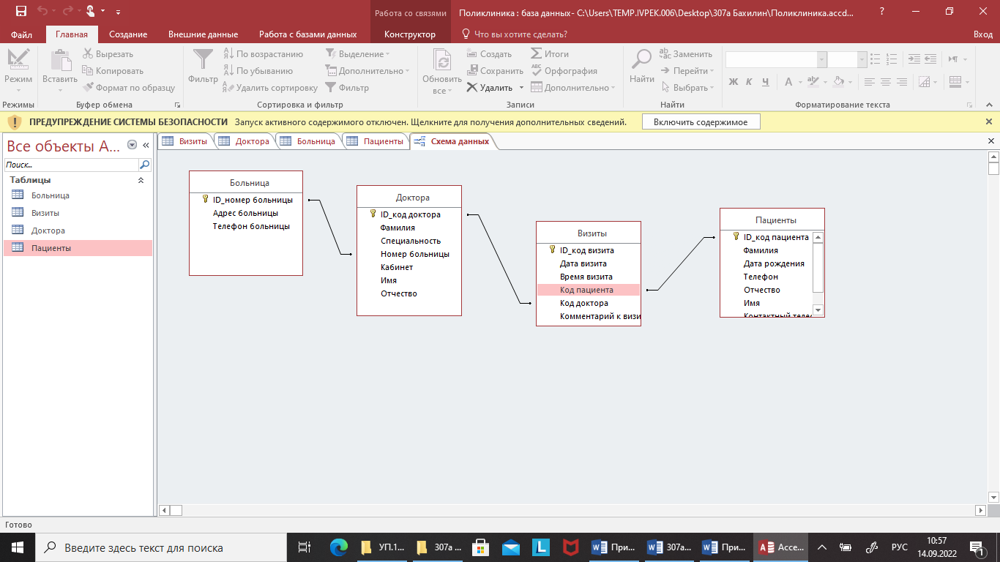 Работа со связями
Поликлиника : база данных- C:\Users\TEMP.IVPEK.006\Desktop\307а Бахилин\Поликлиника.accd...
?
Файл
Главная
Создание
Внешние данные
Работа с базами данных
Конструктор
Что вы хотите сделать?
Вход
Режим
Режимы
Вставить
Вырезать
Копировать
Формат по образцу
Буфер обмена
Фильтр
По возрастанию
По убыванию
Удалить сортировку
Выделение
Дополнительно
Фильтр
Сортировка и фильтр
Обновить
все
Создать
Сохранить
Удалить
Итоги
Орфография
Дополнительно
Записи
Найти
Заменить
Перейти
Выбрать
Найти
Ж К Ч
А
Форматирование текста
ПРЕДУПРЕЖДЕНИЕ СИСТЕМЫ БЕЗОПАСНОСТИ Запуск активного содержимого отключен. Щелкните для получения дополнительных сведений.
Включить содержимое
Все объекты A...
Поиск...
Таблицы
Больница
Визиты
Доктора
Пациенты
Визиты
Доктора
Больница
Пациенты
Схема данных
Больница
ID_номер больницы
Адрес больницы
Телефон больницы
Доктора
ID_код доктора
Фамилия
Специальность
Номер больницы
Кабинет
Имя
Отчество
Визиты
ID_код визита
Дата визита
Время визита
Код пациента
Код доктора
Комментарий к визи
Пациенты
ID_код пациента
Фамилия
Дата рождения
Телефон
Отчество
Имя
Контактный телес
Готово
Введите здесь текст для поиска
УП.1...
307а ...
При...
307а...
При...
Acce...
РУС
10:57
14.09.2022
1